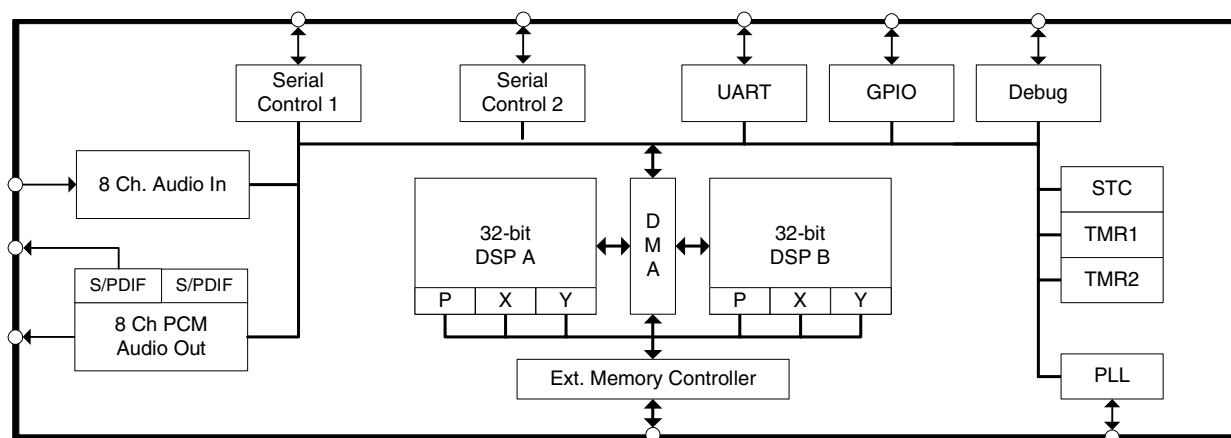 Serial
Control 1
Serial
Control 2
UART
GPIO
Debug
8 Ch. Audio In
STC
TMR1
TMR2
32-bit
DSP A
P X Y
D
M
A
32-bit
DSP B
P X Y
S/PDIF S/PDIF
8 Ch PCM
Audio Out
Ext. Memory Controller
PLL